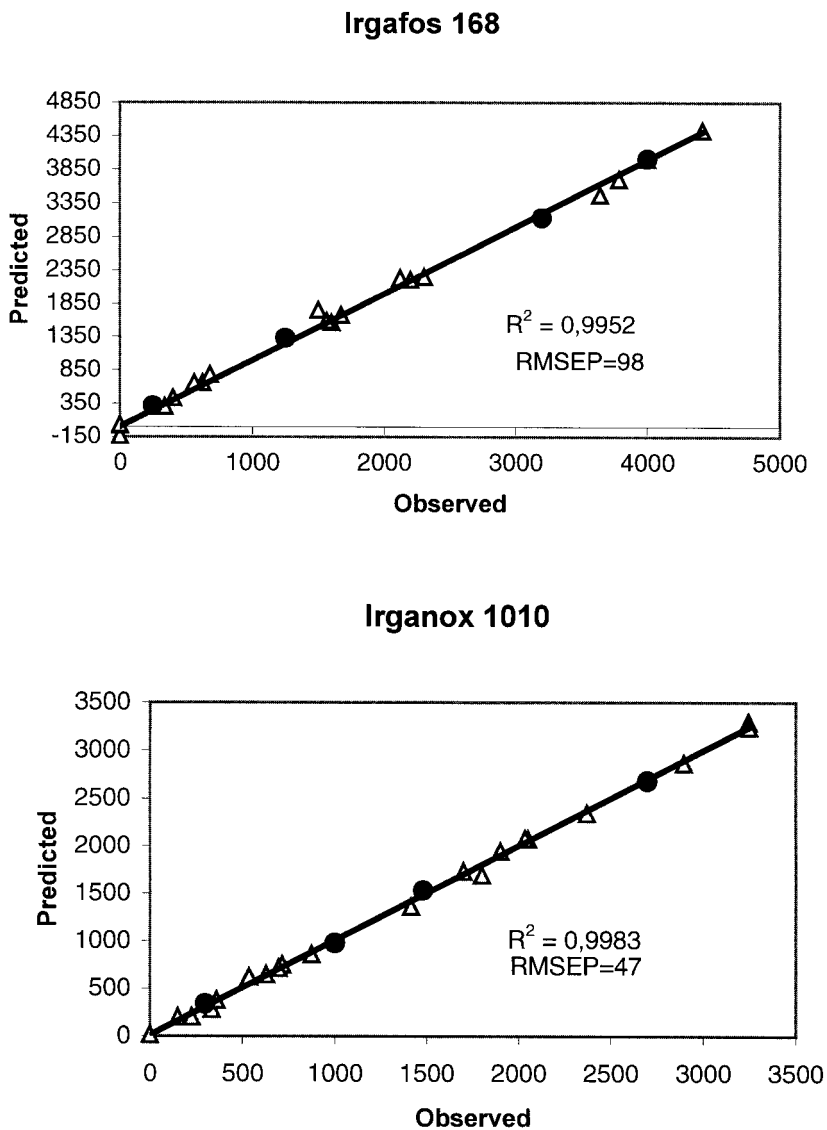 Irgafos 168
4850
4350
3850
3350
2850
2350
1850
1350
850
350
-150
Predicted
R² = 0,9952
RMSEP=98
0 1000 2000 3000 4000 5000
Observed
Irganox 1010
3500
3000
2500
2000
1500
1000
500
0
Predicted
R² = 0,9983
RMSEP=47
0 500 1000 1500 2000 2500 3000 3500
Observed